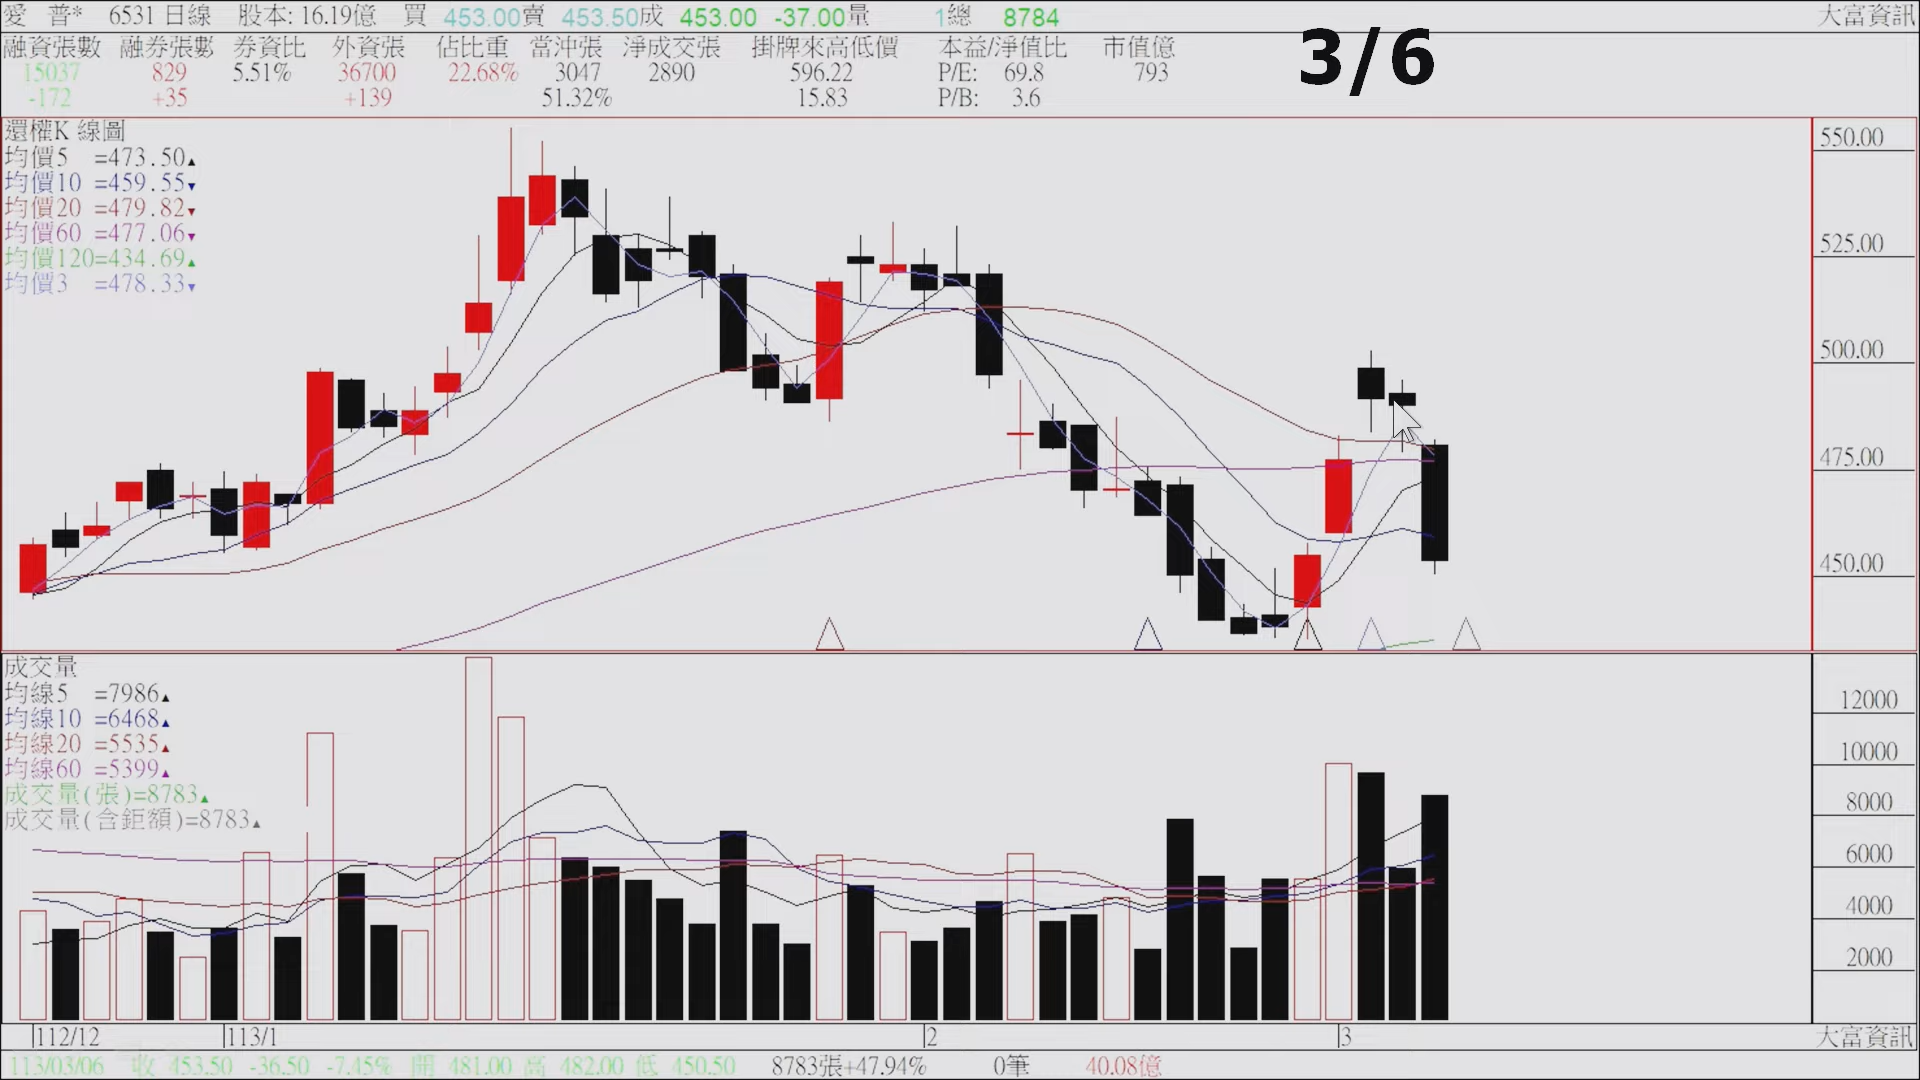 愛 普* 6531 日線 股本: 16.19億 買 453.00賣 453.50成 453.00 -37.00量 1總 8784 大富資訊
融資張數 融券張數 券資比 外資張 佔比重 當沖張 淨成交張 掛牌來高低價 本益/淨值比 市值億
15037 829 5.51% 36700 22.68% 3047 2890 596.22 P/E: 69.8 793
-172 +35 +139 51.32% 15.83 P/B: 3.6
3/6
還權K 線圖
均價5 =473.50▲
均價10 =459.55▼
均價20 =479.82▼
均價60 =477.06▼
均價120=434.69▲
均價3 =478.33▼
550.00
525.00
500.00
475.00
450.00
成交量
均線5 =7986▲
均線10 =6468▲
均線20 =5535▲
均線60 =5399▲
成交量(張)=8783▲
成交量(含鉅額)=8783▲
12000
10000
8000
6000
4000
2000
112/12 113/1 2 3 大富資訊
113/03/06 收 453.50 -36.50 -7.45% 開 481.00 高 482.00 低 450.50 8783張+47.94% 0筆 40.08億